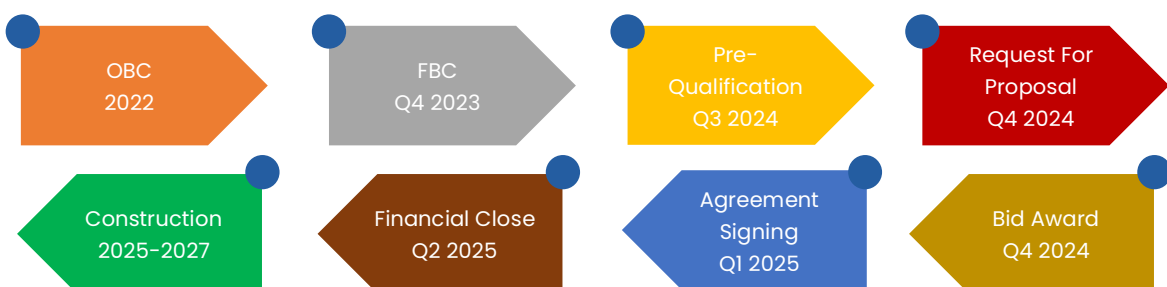 OBC
2022
FBC
Q4 2023
Pre-
Qualification
Q3 2024
Request For
Proposal
Q4 2024
Construction
2025-2027
Financial Close
Q2 2025
Agreement
Signing
Q1 2025
Bid Award
Q4 2024